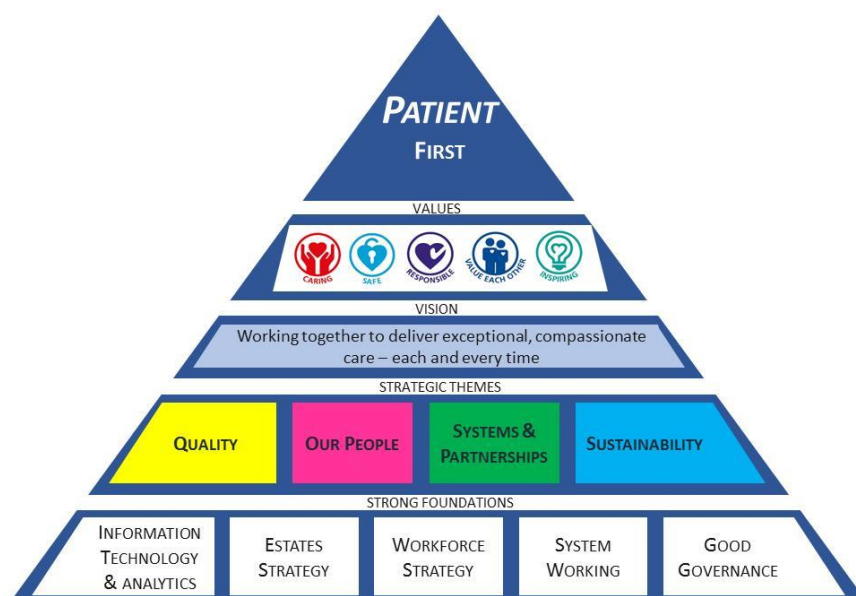 PATIENT
FIRST
VALUES
CARING
SAFE
RESPONSIBLE
VALUE EACH OTHER
INSPIRING
VISION
Working together to deliver exceptional, compassionate
care – each and every time
STRATEGIC THEMES
QUALITY
OUR PEOPLE
SYSTEMS &
PARTNERSHIPS
SUSTAINABILITY
STRONG FOUNDATIONS
INFORMATION
TECHNOLOGY
& ANALYTICS
ESTATES
STRATEGY
WORKFORCE
STRATEGY
SYSTEM
WORKING
GOOD
GOVERNANCE